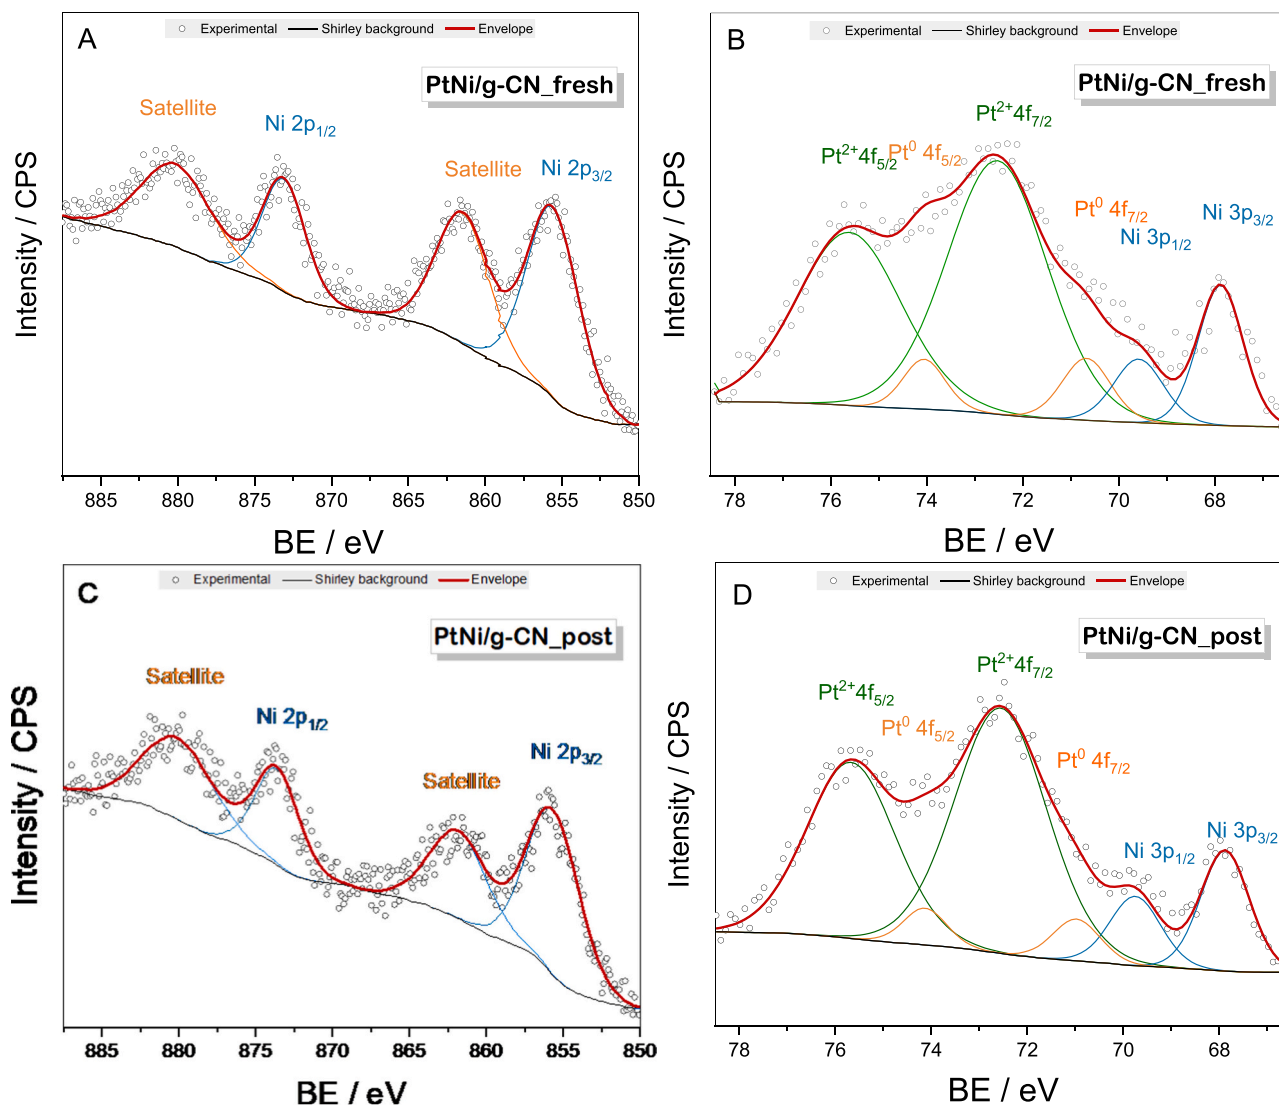 A
Experimental Shirley background Envelope
PtNi/g-CN_fresh
Satellite
Ni 2p1/2
Satellite
Ni 2p3/2
Intensity / CPS
885 880 875 870 865 860 855 850
BE / eV
B
Experimental Shirley background Envelope
PtNi/g-CN_fresh
Pt2+4f7/2
Pt2+4f5/2
Pt0 4f5/2
Pt0 4f7/2
Ni 3p1/2
Ni 3p3/2
Intensity / CPS
78 76 74 72 70 68
BE / eV
C
Experimental Shirley background Envelope
PtNi/g-CN_post
Satellite
Ni 2p1/2
Satellite
Ni 2p3/2
Intensity / CPS
885 880 875 870 865 860 855 850
BE / eV
D
Experimental Shirley background Envelope
PtNi/g-CN_post
Pt2+4f7/2
Pt2+4f5/2
Pt0 4f5/2
Pt0 4f7/2
Ni 3p1/2
Ni 3p3/2
Intensity / CPS
78 76 74 72 70 68
BE / eV